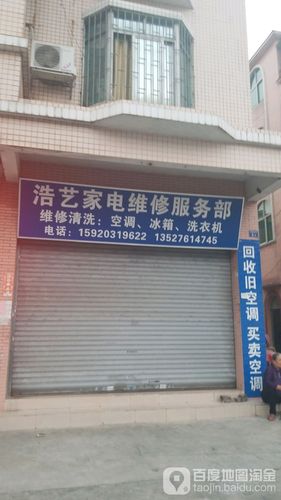 浩艺家电维修服务部
维修清洗：空调、冰箱、洗衣机
电话：15920319622 13527614745
回收旧空调 买卖空调
百度地图淘金
taojin.baidu.com